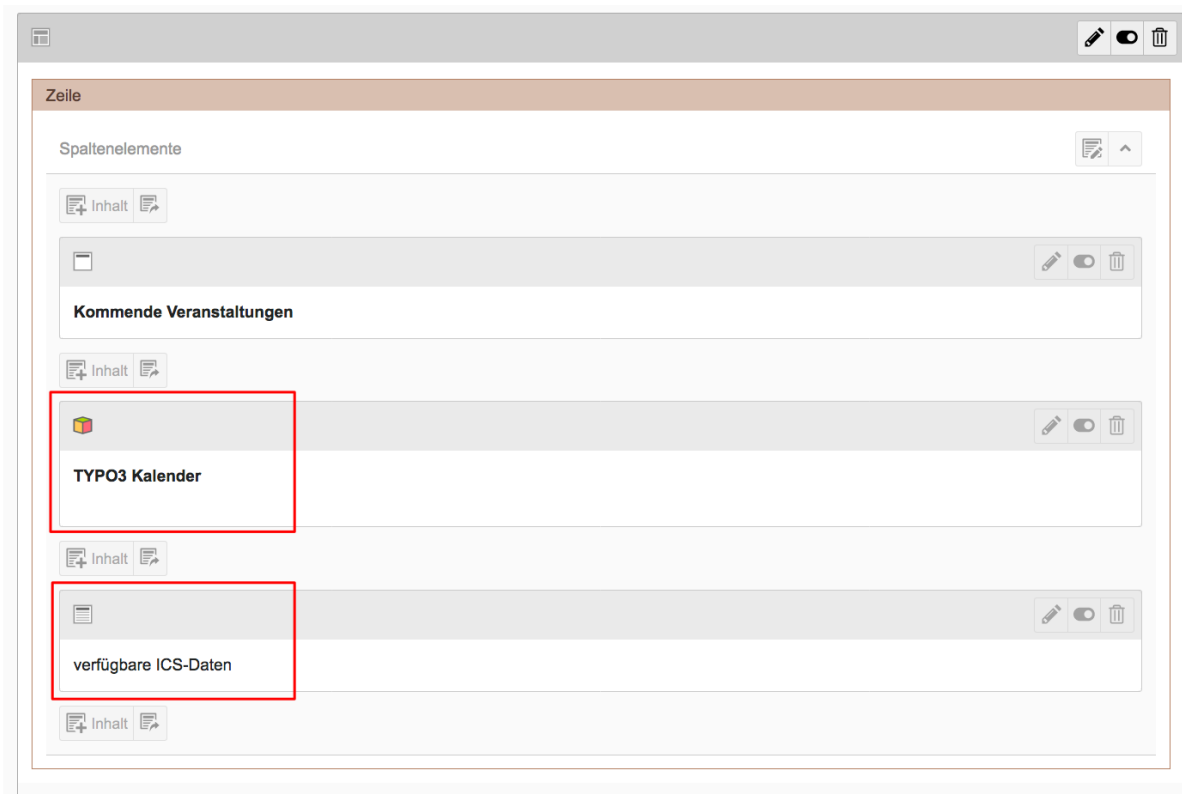 Zeile
Spaltenelemente
Inhalt
Kommende Veranstaltungen
Inhalt
TYPO3 Kalender
Inhalt
verfügbare ICS-Daten
Inhalt